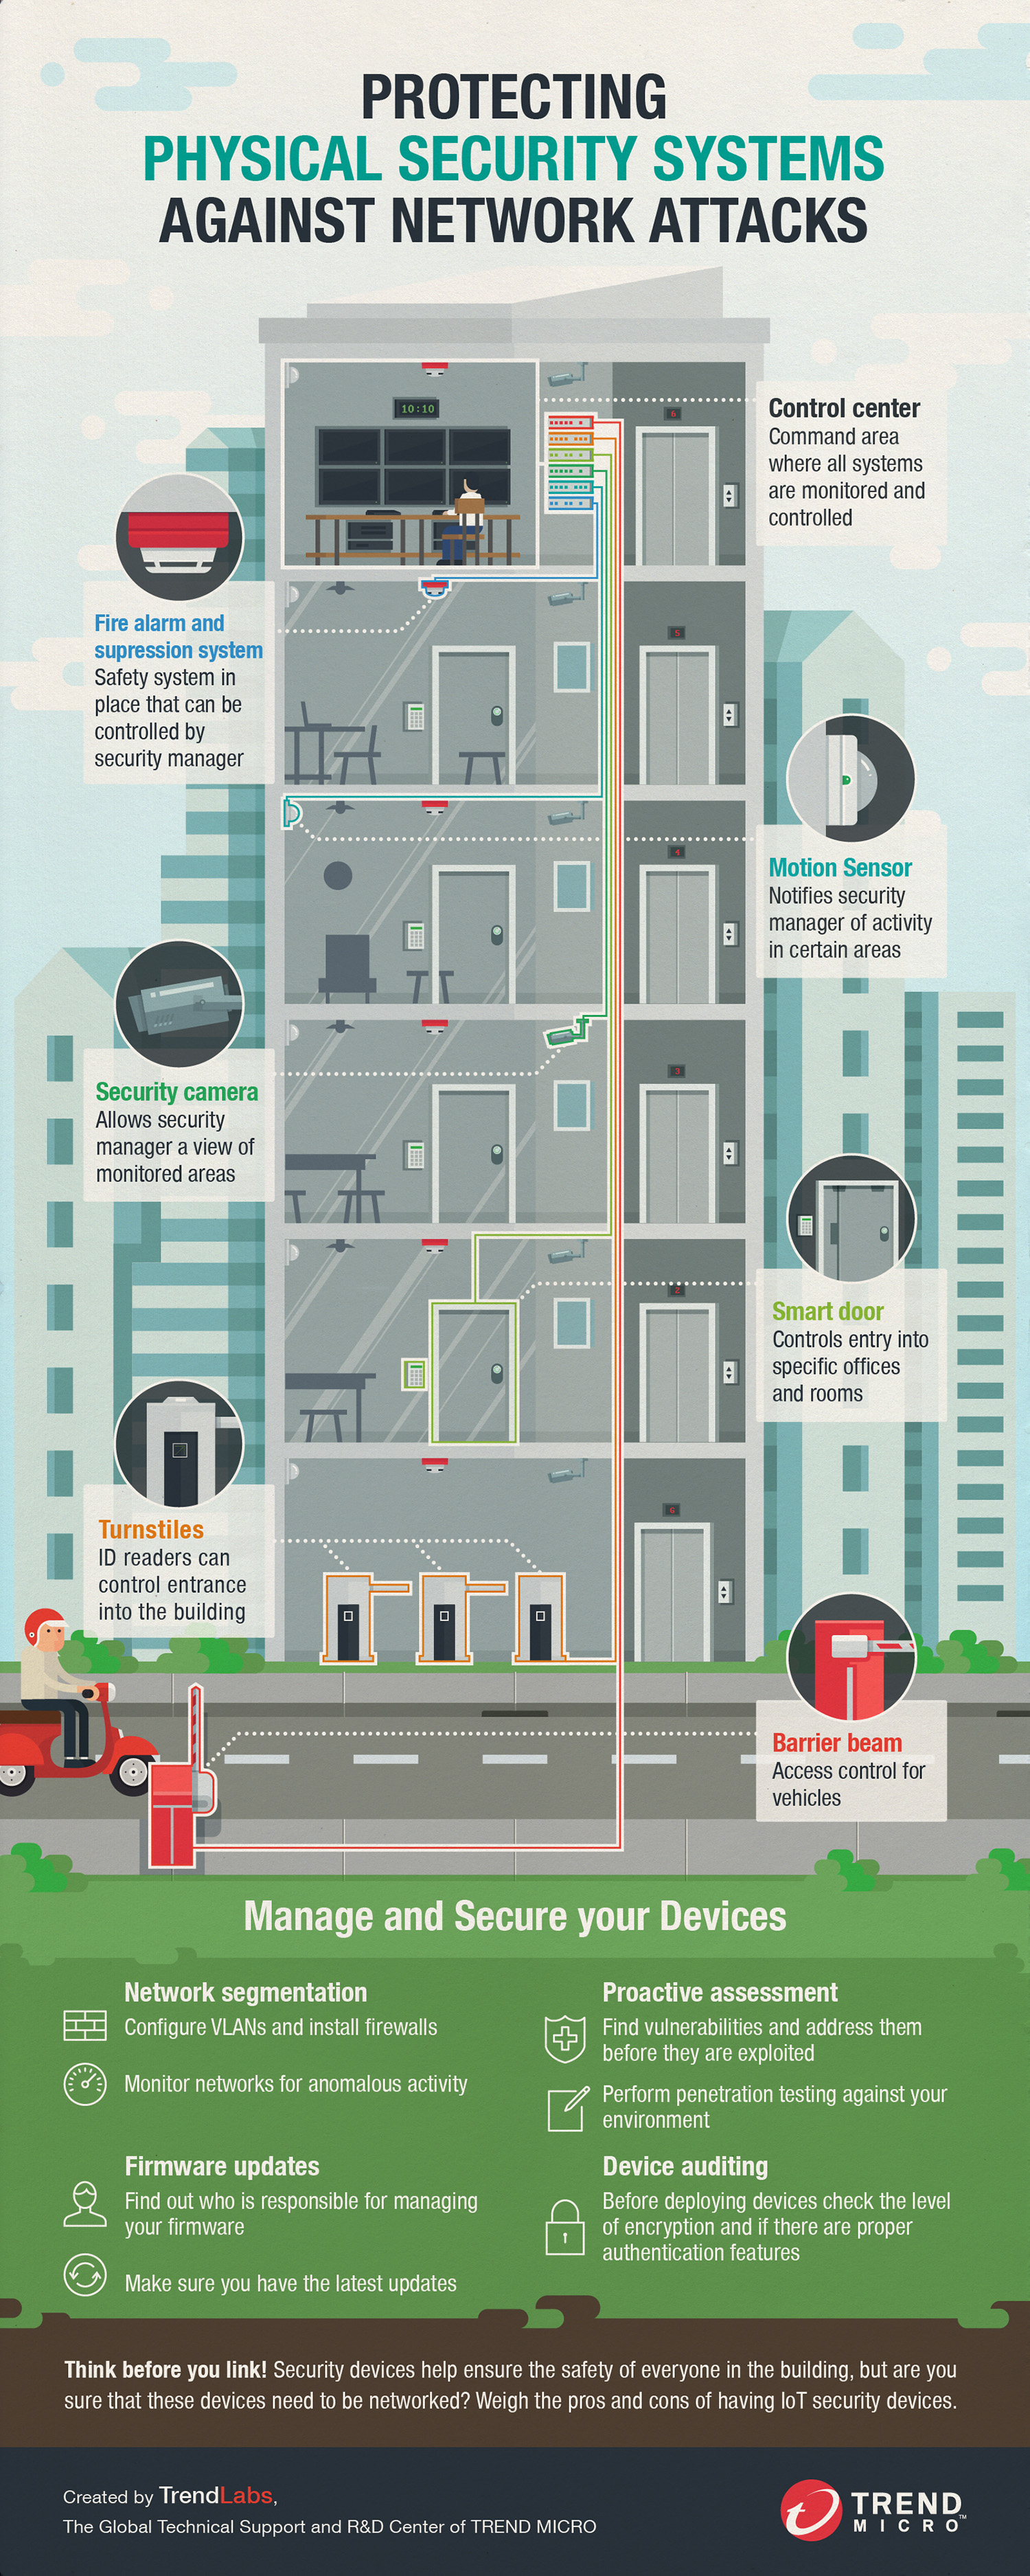 PROTECTING
PHYSICAL SECURITY SYSTEMS
AGAINST NETWORK ATTACKS
10:10
6
Control center
Command area
where all systems
are monitored and
controlled
Fire alarm and
supression system
Safety system in
place that can be
controlled by
security manager
5
4
Motion Sensor
Notifies security
manager of activity
in certain areas
Security camera
Allows security
manager a view of
monitored areas
3
2
Smart door
Controls entry into
specific offices
and rooms
Turnstiles
ID readers can
control entrance
into the building
G
Barrier beam
Access control for
vehicles
Manage and Secure your Devices
Network segmentation
Configure VLANs and install firewalls
Monitor networks for anomalous activity
Proactive assessment
Find vulnerabilities and address them
before they are exploited
Perform penetration testing against your
environment
Firmware updates
Find out who is responsible for managing
your firmware
Make sure you have the latest updates
Device auditing
Before deploying devices check the level
of encryption and if there are proper
authentication features
Think before you link! Security devices help ensure the safety of everyone in the building, but are you
sure that these devices need to be networked? Weigh the pros and cons of having IoT security devices.
Created by TrendLabs,
The Global Technical Support and R&D Center of TREND MICRO
TREND
MICRO™